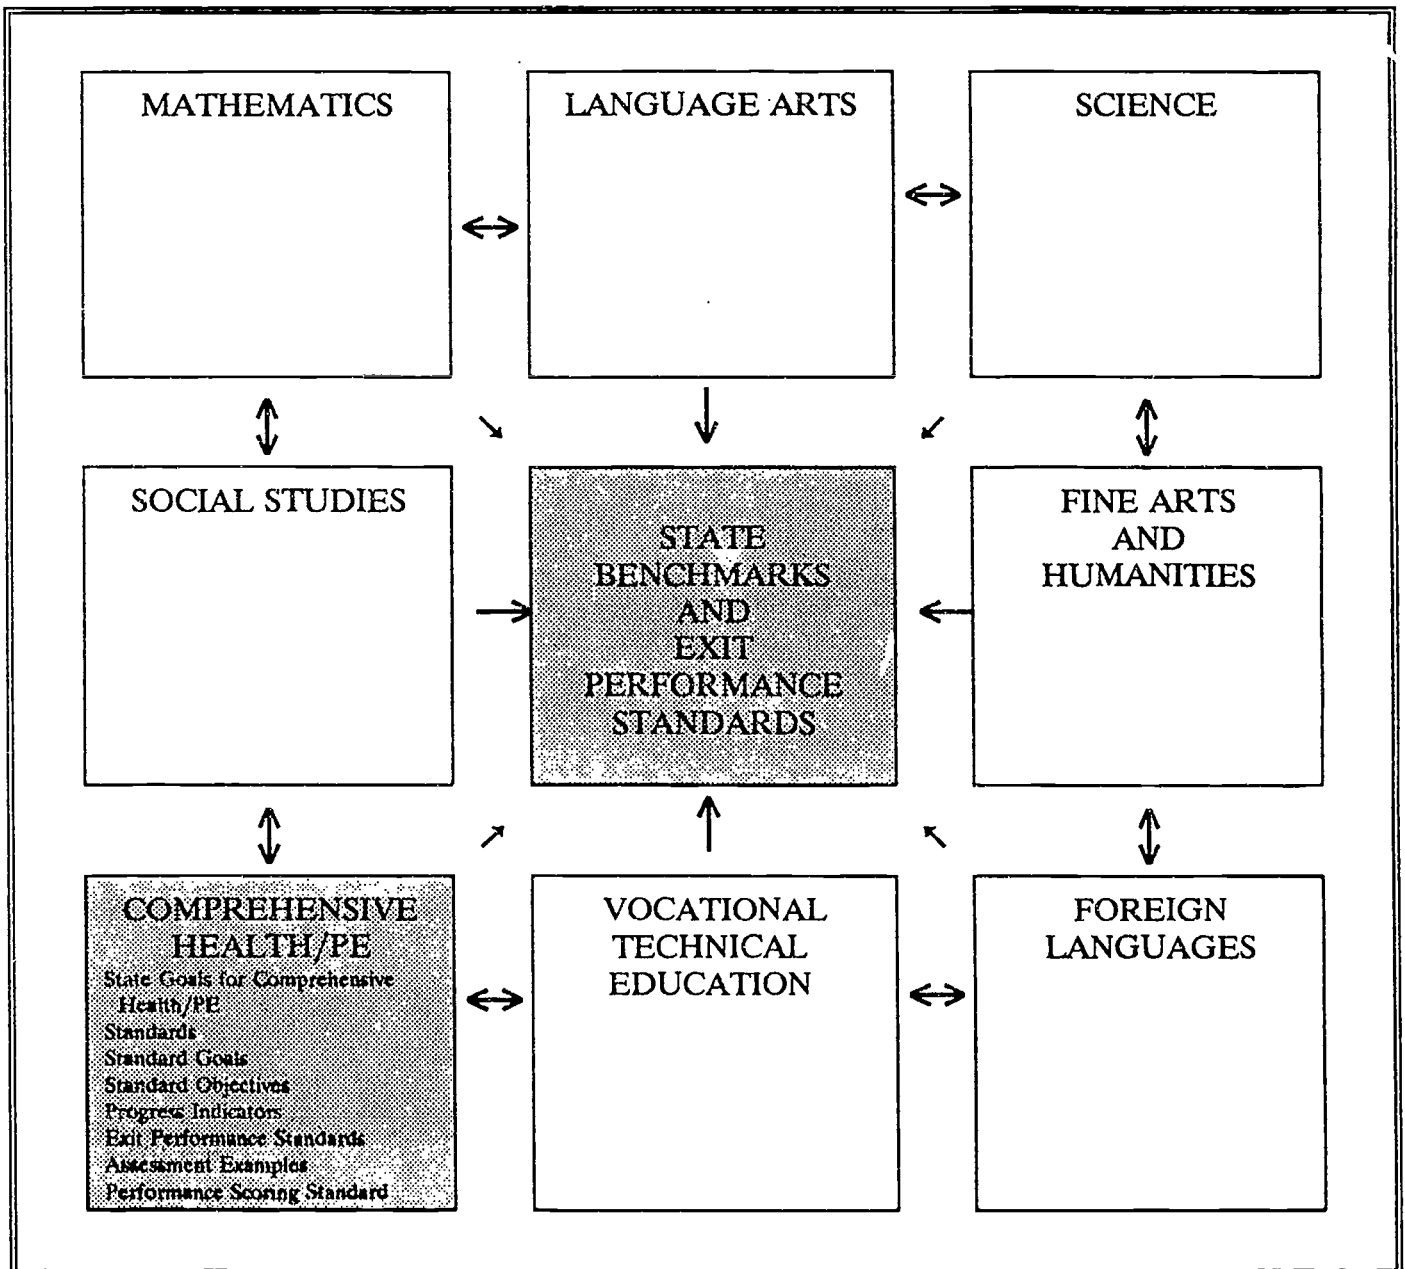 MATHEMATICS
LANGUAGE ARTS
SCIENCE
SOCIAL STUDIES
STATE
BENCHMARKS
AND
EXIT
PERFORMANCE
STANDARDS
FINE ARTS
AND
HUMANITIES
COMPREHENSIVE
HEALTH/PE
State Goals for Comprehensive
Health/PE
Standards
Standard Goals
Standard Objectives
Progress Indicators
Exit Performance Standards
Assessment Examples
Performance Scoring Standard
VOCATIONAL
TECHNICAL
EDUCATION
FOREIGN
LANGUAGES